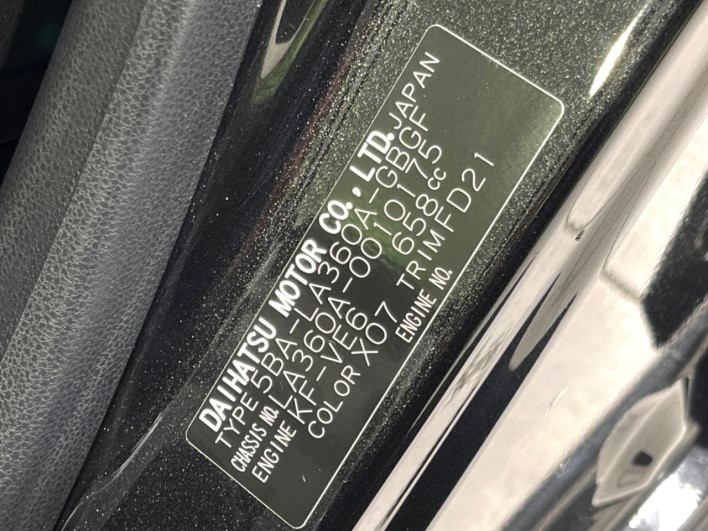 DAIHATSU MOTOR CO., LTD. JAPAN
TYPE 5BA-LA360A-GBGF
CHASSIS NO. LA360A-0010175
ENGINE KF-VE6 658cc
COLOR X07 TRIM FD21
ENGINE NO.